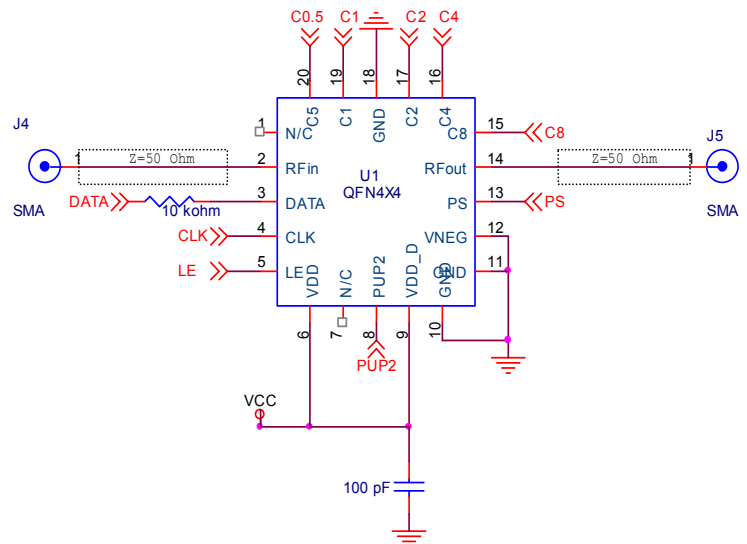 C0.5 C1 C2 C4
20 19 18 17 16
C5 C1 GND C2 C4
J4
1 N/C
C8 15 C8
J5
1 Z=50 Ohm 2 RFin
U1
QFN4X4
RFout 14 Z=50 Ohm 1
SMA
DATA 10 kohm 3 DATA
PS 13 PS
SMA
CLK 4 CLK
VNEG 12
LE 5 LE
GND 11
VDD N/C PUP2 VDD_D GND
6 7 8 9 10
PUP2
VCC
100 pF